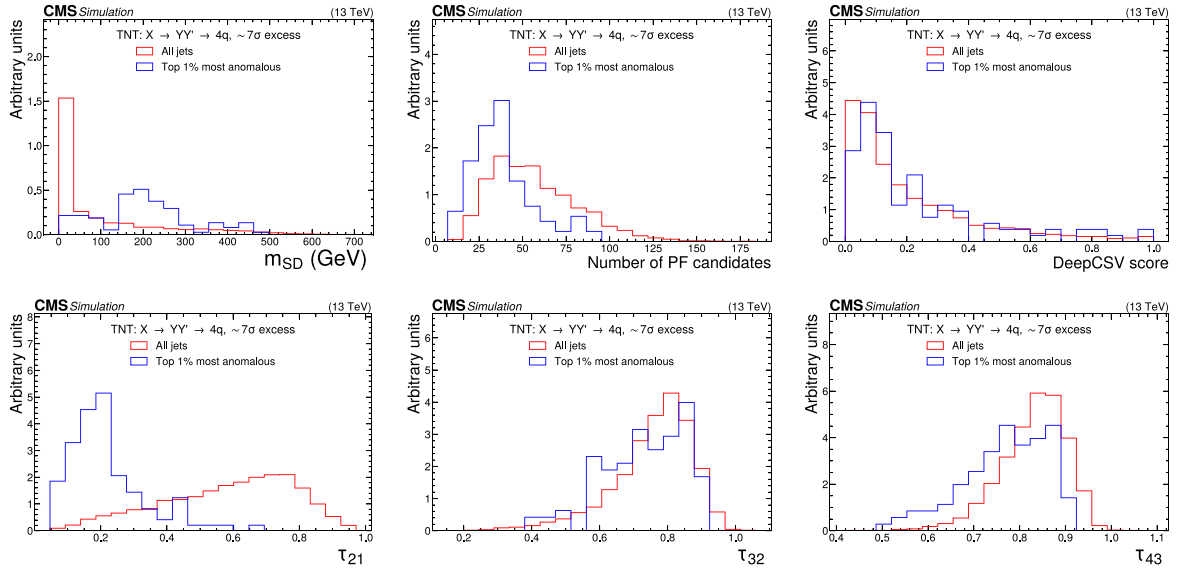 CMS Simulation (13 TeV)
TNT: X → YY' → 4q, ~7σ excess
All jets
Top 1% most anomalous
Arbitrary units
2.0
1.5
1.0
0.5
0.0
0 100 200 300 400 500 600 700
m_SD (GeV)
CMS Simulation (13 TeV)
TNT: X → YY' → 4q, ~7σ excess
All jets
Top 1% most anomalous
Arbitrary units
4
3
2
1
0
25 50 75 100 125 150 175
Number of PF candidates
CMS Simulation (13 TeV)
TNT: X → YY' → 4q, ~7σ excess
All jets
Top 1% most anomalous
Arbitrary units
6
5
4
3
2
1
0
0.0 0.2 0.4 0.6 0.8 1.0
DeepCSV score
CMS Simulation (13 TeV)
TNT: X → YY' → 4q, ~7σ excess
All jets
Top 1% most anomalous
Arbitrary units
8
7
6
5
4
3
2
1
0
0.2 0.4 0.6 0.8 1.0
τ21
CMS Simulation (13 TeV)
TNT: X → YY' → 4q, ~7σ excess
All jets
Top 1% most anomalous
Arbitrary units
6
5
4
3
2
1
0
0.2 0.4 0.6 0.8 1.0
τ32
CMS Simulation (13 TeV)
TNT: X → YY' → 4q, ~7σ excess
All jets
Top 1% most anomalous
Arbitrary units
8
6
4
2
0
0.4 0.5 0.6 0.7 0.8 0.9 1.0 1.1
τ43